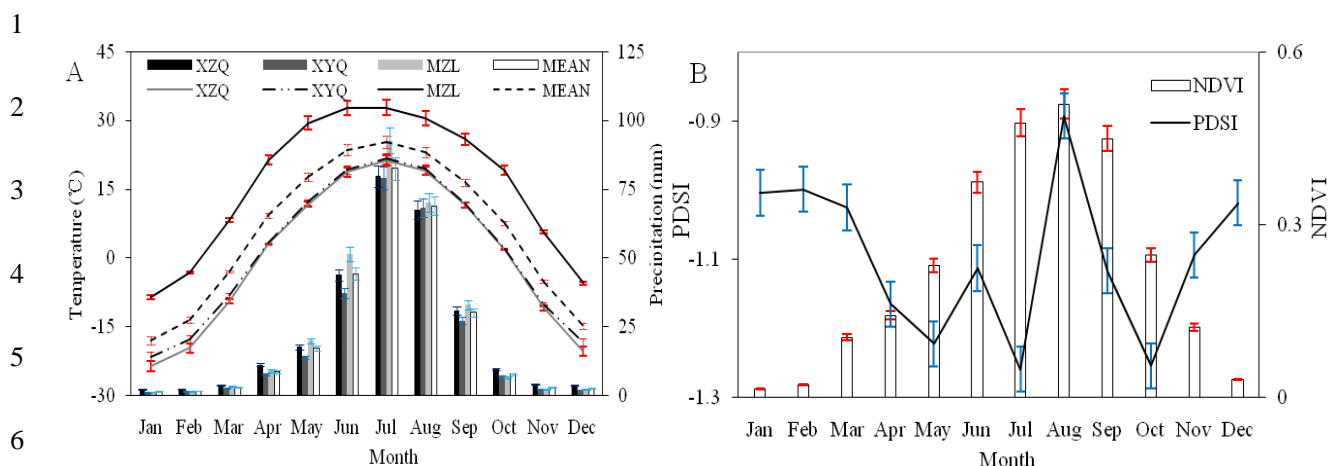 1
2
3
4
5
6
A
XZQ XYQ MZL MEAN
XZQ XYQ MZL MEAN
Temperature (℃)
45
30
15
0
-15
-30
Precipitation (mm)
125
100
75
50
25
0
Jan Feb Mar Apr May Jun Jul Aug Sep Oct Nov Dec
Month
B
NDVI
PDSI
PDSI
-0.9
-1.1
-1.3
NDVI
0.6
0.3
0
Jan Feb Mar Apr May Jun Jul Aug Sep Oct Nov Dec
Month